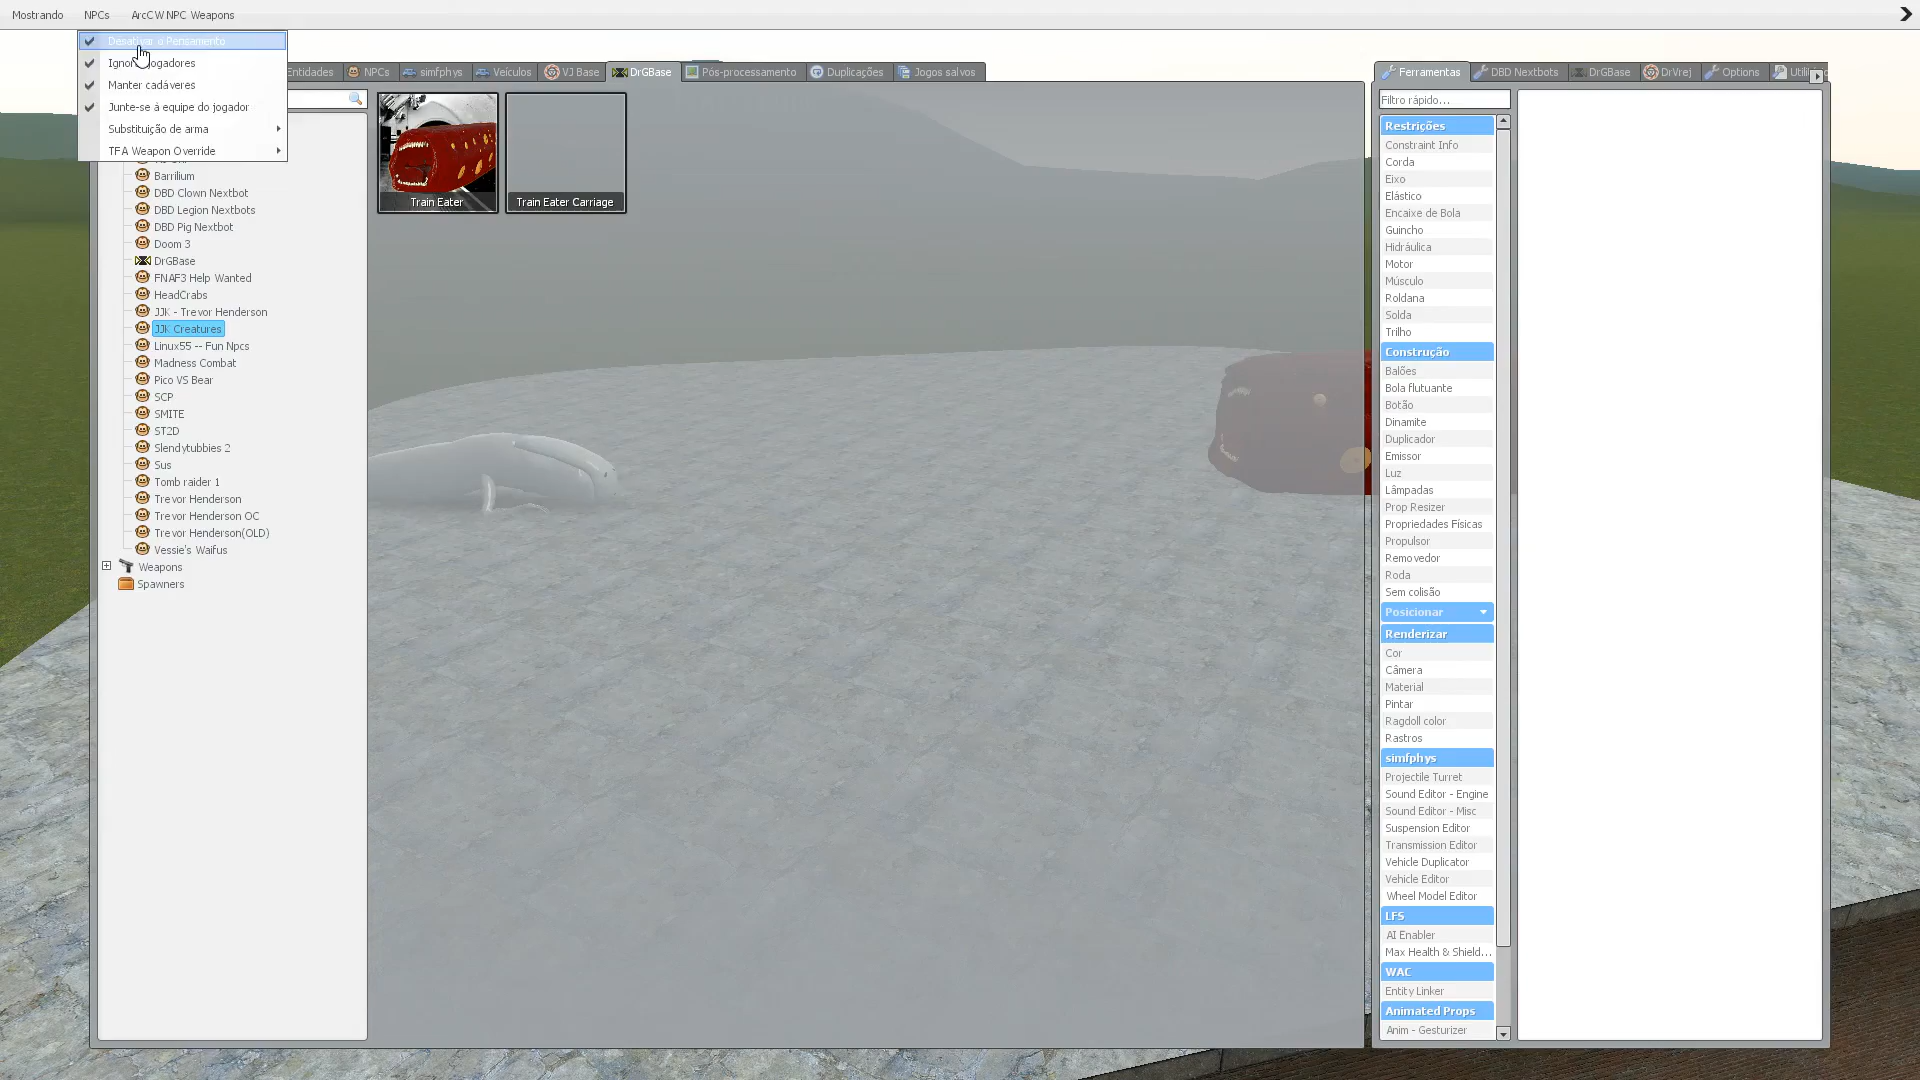 Mostrando NPCs ArcCW NPC Weapons
Desativar o Pensamento
Jogadores
Manter cadáveres
Junte-se á equipe do jogador
Substituição de arma
TFA Weapon Override
Entidades NPCs simfphys Veículos VJ Base DrGBase Pós-processamento Duplicações Jogos salvos
Barrilium
DBD Clown Nextbot
DBD Legion Nextbots
DBD Pig Nextbot
Doom 3
DrGBase
FNAF3 Help Wanted
HeadCrabs
JJK - Trevor Henderson
JJK Creatures
Linux55 -- Fun Npcs
Madness Combat
Pico VS Bear
SCP
SMITE
ST2D
Slendytubbies 2
Sus
Tomb raider 1
Trevor Henderson
Trevor Henderson OC
Trevor Henderson(OLD)
Vessie's Waifus
Weapons
Spawners
Train Eater
Train Eater Carriage
Ferramentas DBD Nextbots DrGBase DrVrej Options
Filtro rápido...
Restrições
Constraint Info
Corda
Eixo
Elástico
Encaixe de Bola
Guincho
Hidráulica
Motor
Músculo
Roldana
Solda
Trilho
Construção
Balões
Bola flutuante
Botão
Dinamite
Duplicador
Emissor
Luz
Lâmpadas
Prop Resizer
Propriedades Físicas
Propulsor
Removedor
Roda
Sem colisão
Posicionar
Renderizar
Cor
Câmera
Material
Pintar
Ragdoll color
Rastros
simfphys
Projectile Turret
Sound Editor - Engine
Sound Editor - Misc
Suspension Editor
Transmission Editor
Vehicle Duplicator
Vehicle Editor
Wheel Model Editor
LFS
AI Enabler
Max Health & Shield...
WAC
Entity Linker
Animated Props
Anim - Gesturizer